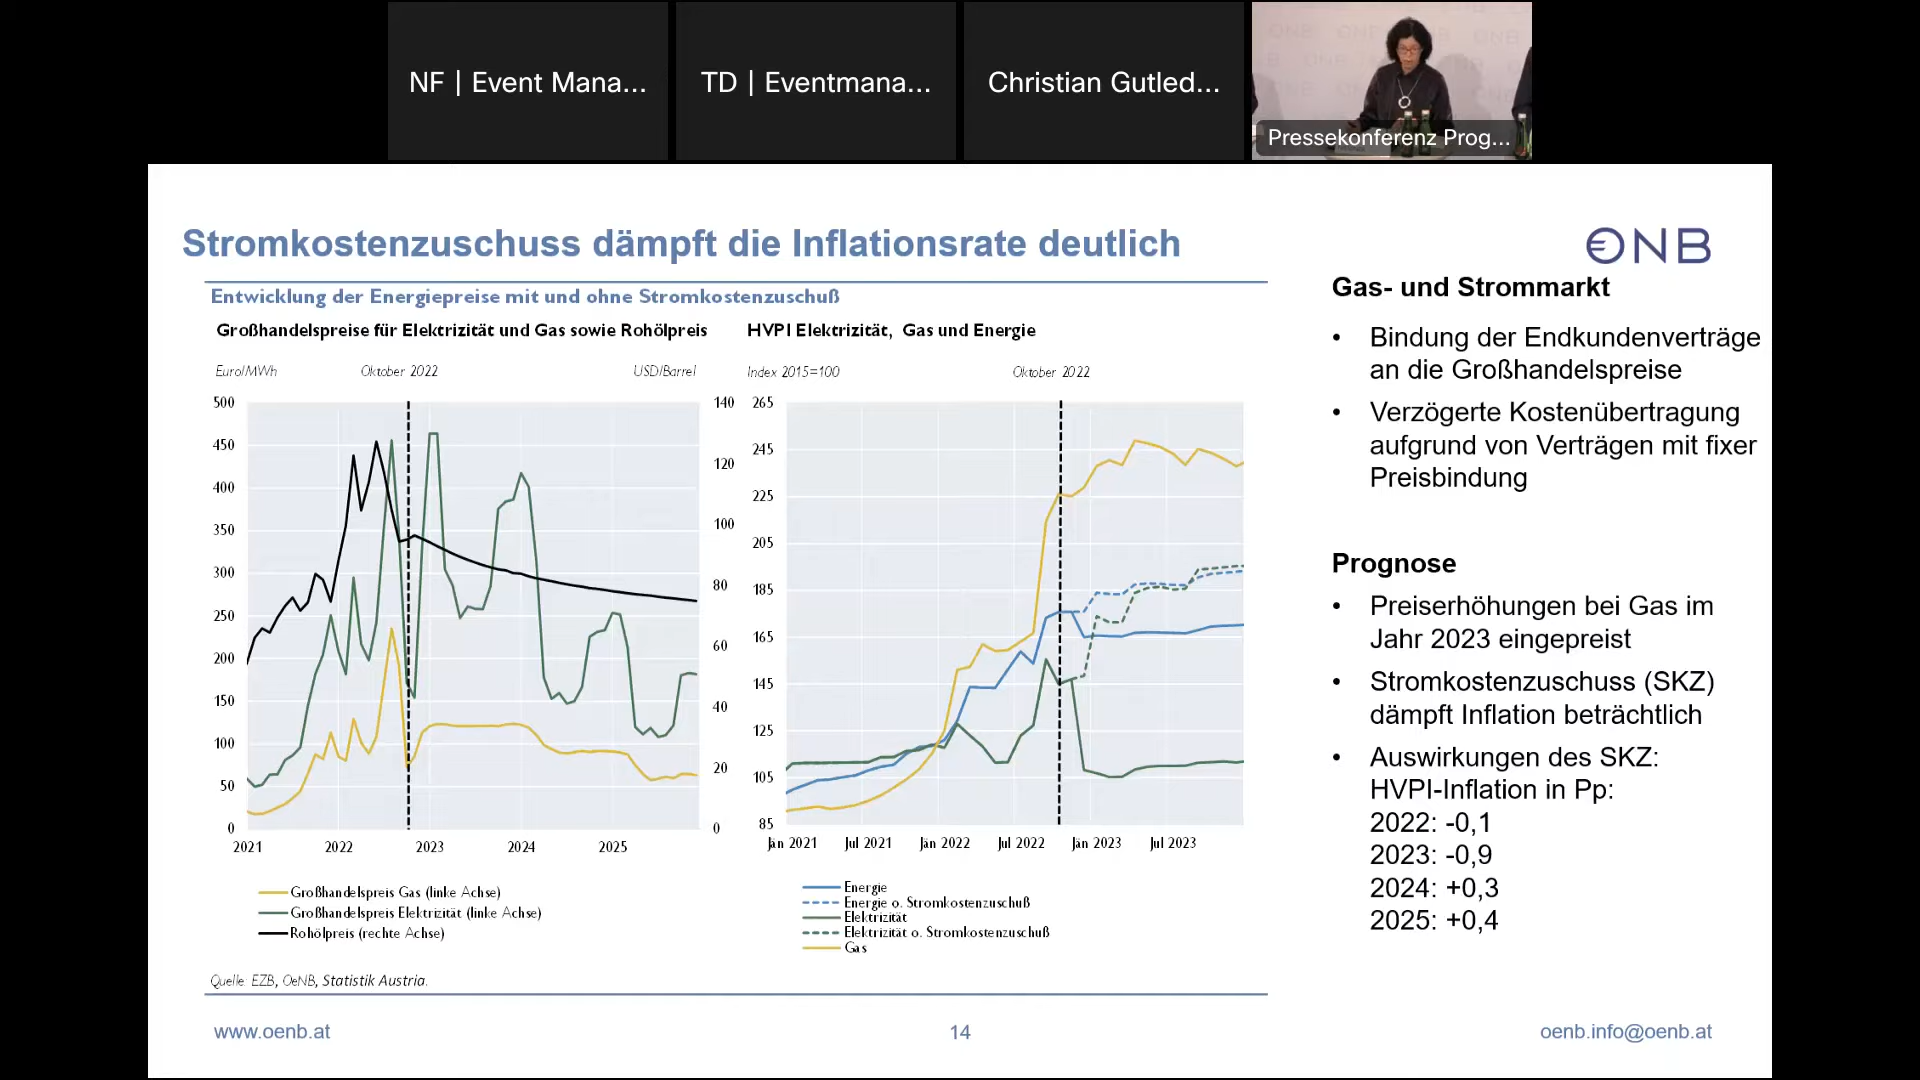 NF | Event Mana...
TD | Eventmana...
Christian Gutled...
Pressekonferenz Prog...
Stromkostenzuschuss dämpft die Inflationsrate deutlich
ONB
Entwicklung der Energiepreise mit und ohne Stromkostenzuschuß
Großhandelspreise für Elektrizität und Gas sowie Rohölpreis
Euro/MWh
Oktober 2022
USD/Barrel
500
450
400
350
300
250
200
150
100
50
0
140
120
100
80
60
40
20
0
2021
2022
2023
2024
2025
Großhandelspreis Gas (linke Achse)
Großhandelspreis Elektrizität (linke Achse)
Rohölpreis (rechte Achse)
HVPI Elektrizität, Gas und Energie
Index 2015=100
Oktober 2022
265
245
225
205
185
165
145
125
105
85
Jän 2021
Jul 2021
Jän 2022
Jul 2022
Jän 2023
Jul 2023
Energie
Energie o. Stromkostenzuschuß
Elektrizität
Elektrizität o. Stromkostenzuschuß
Gas
Quelle: EZB, OeNB, Statistik Austria.
Gas- und Strommarkt
• Bindung der Endkundenverträge
an die Großhandelspreise
• Verzögerte Kostenübertragung
aufgrund von Verträgen mit fixer
Preisbindung
Prognose
• Preiserhöhungen bei Gas im
Jahr 2023 eingepreist
• Stromkostenzuschuss (SKZ)
dämpft Inflation beträchtlich
• Auswirkungen des SKZ:
HVPI-Inflation in Pp:
2022: -0,1
2023: -0,9
2024: +0,3
2025: +0,4
www.oenb.at
14
oenb.info@oenb.at